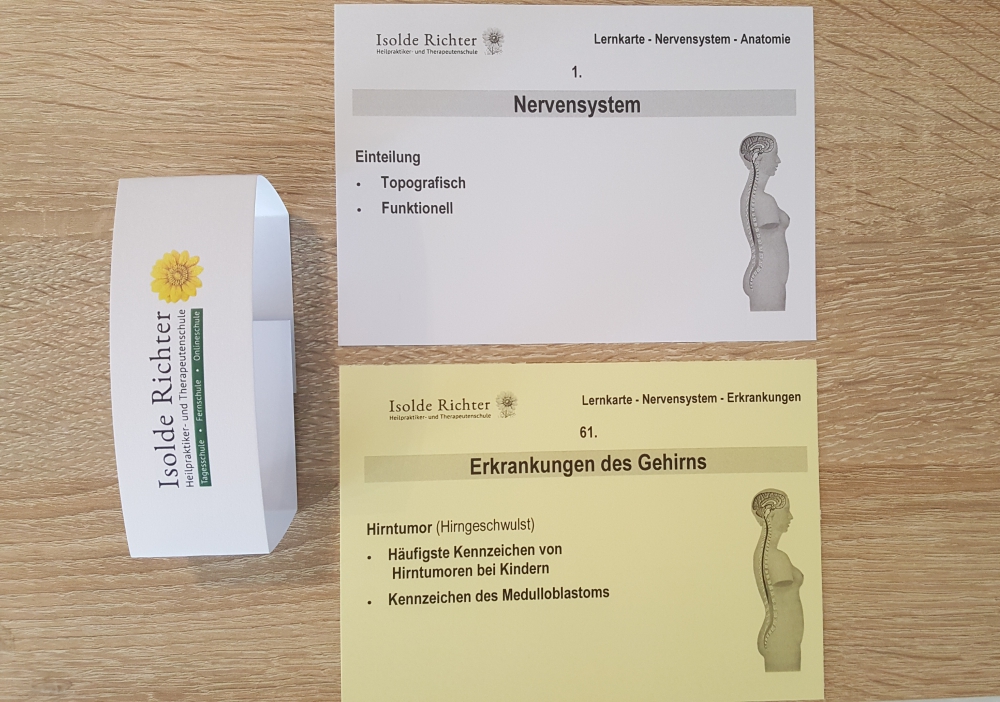 Isolde Richter
Heilpraktiker- und Therapeutenschule
Tagesschule • Fernschule • Onlineschule
Isolde Richter
Heilpraktiker- und Therapeutenschule
Lernkarte - Nervensystem - Anatomie
1.
Nervensystem
Einteilung
• Topografisch
• Funktionell
Isolde Richter
Heilpraktiker- und Therapeutenschule
Lernkarte - Nervensystem - Erkrankungen
61.
Erkrankungen des Gehirns
Hirntumor (Hirngeschwulst)
• Häufigste Kennzeichen von
Hirntumoren bei Kindern
• Kennzeichen des Medulloblastoms